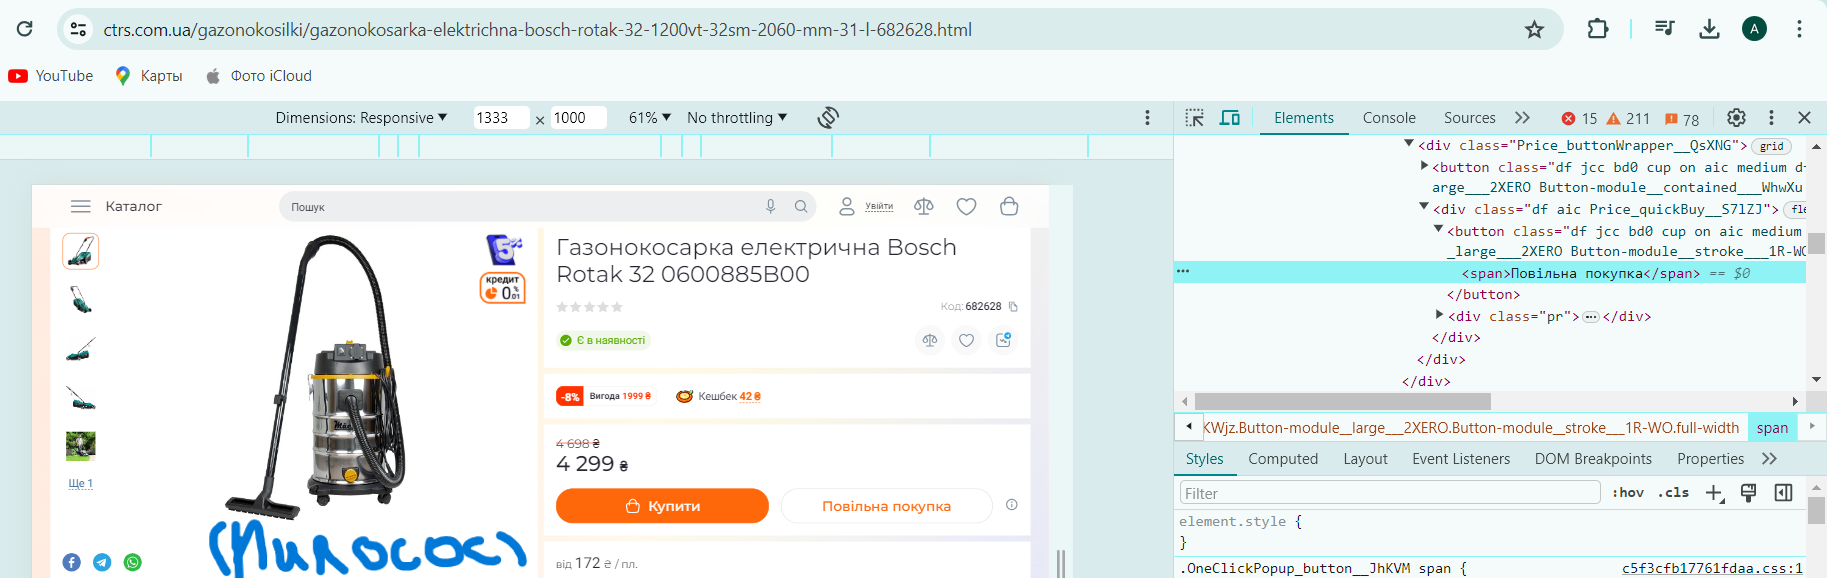 ctrs.com.ua/gazonokosilki/gazonokosarka-elektrichna-bosch-rotak-32-1200vt-32sm-2060-mm-31-l-682628.html
A
YouTube Карты Фото iCloud
Dimensions: Responsive 1333 × 1000 61% No throttling
Elements Console Sources 15 211 78
<div class="Price_buttonWrapper__QsXNG"> grid
<button class="df jcc bd0 cup on aic medium d
arge___2XERO Button-module__contained___WhwXu
<div class="df aic Price_quickBuy__S7lZJ"> fle
<button class="df jcc bd0 cup on aic medium
_large___2XERO Button-module__stroke___1R-WO
<span>Повільна покупка</span> == $0
</button>
<div class="pr"> ⋯ </div>
</div>
</div>
</div>
KWjz.Button-module__large___2XERO.Button-module__stroke___1R-WO.full-width span
Styles Computed Layout Event Listeners DOM Breakpoints Properties
Filter :hov .cls
element.style {
}
.OneClickPopup_button__JhKVM span { c5f3cfb17761fdaa.css:1
Каталог Пошук Увійти
5
кредит
0 % 01
Ще 1
(Пилосос)
Газонокосарка електрична Bosch
Rotak 32 0600885B00
Код: 682628
Є в наявності
-8% Вигода 1999 ₴ Кешбек 42 ₴
4 698 ₴
4 299 ₴
Купити Повільна покупка
від 172 ₴ / пл.